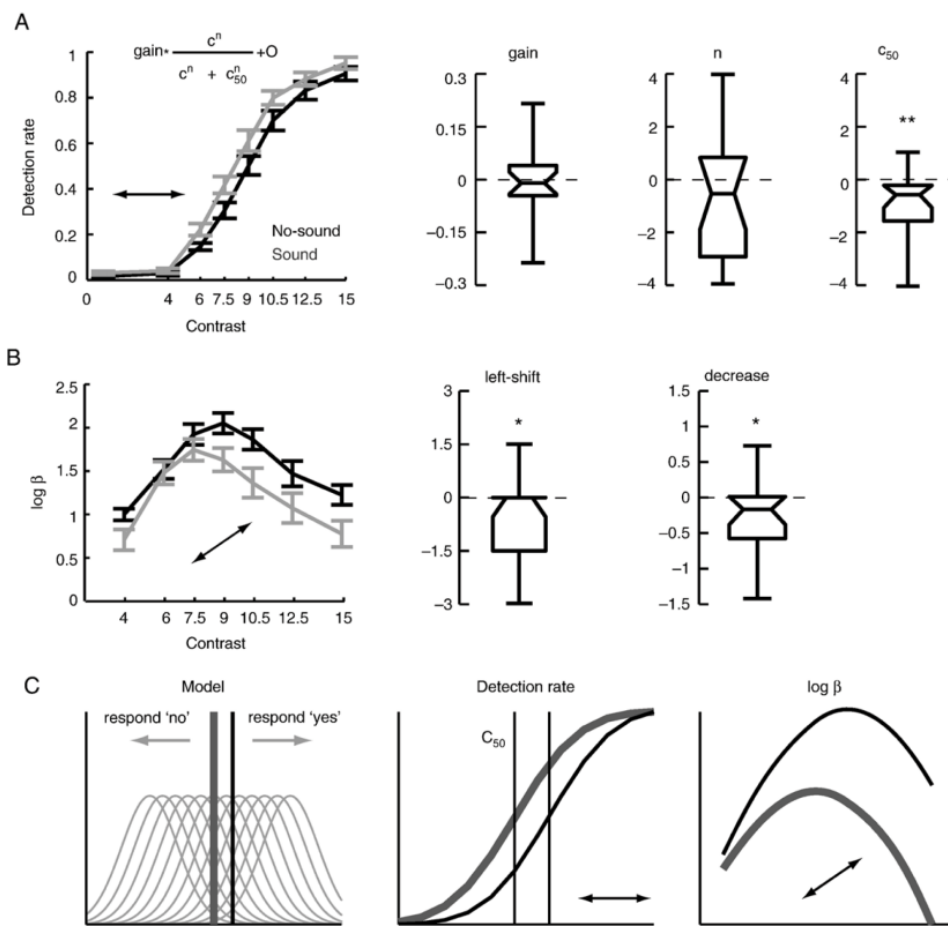 A
gain* cⁿ / cⁿ + c₅₀ⁿ +O
Detection rate
1
0.8
0.6
0.4
0.2
0
No-sound
Sound
0 4 6 7.5 9 10.5 12.5 15
Contrast
gain
0.3
0.15
0
−0.15
−0.3
n
4
2
0
−2
−4
c₅₀
**
4
2
0
−2
−4
B
log β
2.5
2
1.5
1
0.5
0
4 6 7.5 9 10.5 12.5 15
Contrast
left-shift
*
3
1.5
0
−1.5
−3
decrease
*
1.5
1
0.5
0
−0.5
−1
−1.5
C
Model
respond ‘no’ respond ‘yes’
Detection rate
C₅₀
log β